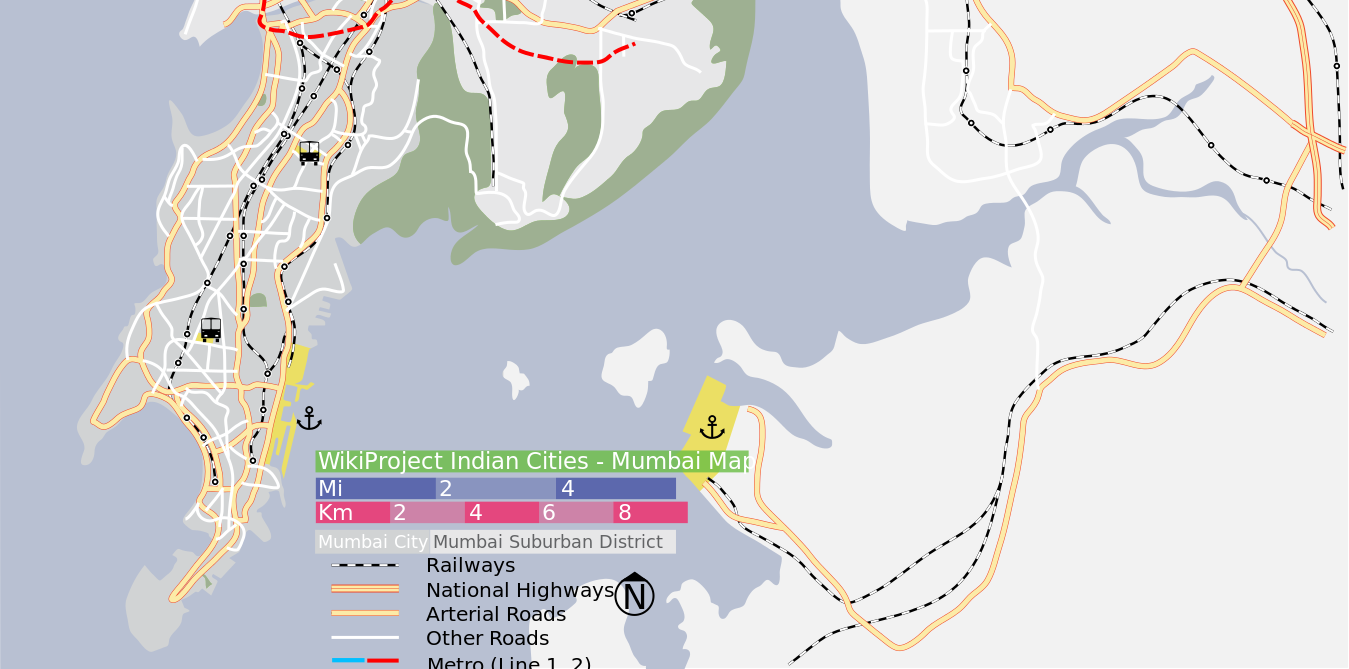 WikiProject Indian Cities - Mumbai Map
Mi 2 4
Km 2 4 6 8
Mumbai City Mumbai Suburban District
Railways
National Highways
N
Arterial Roads
Other Roads
Metro (Line 1, 2)